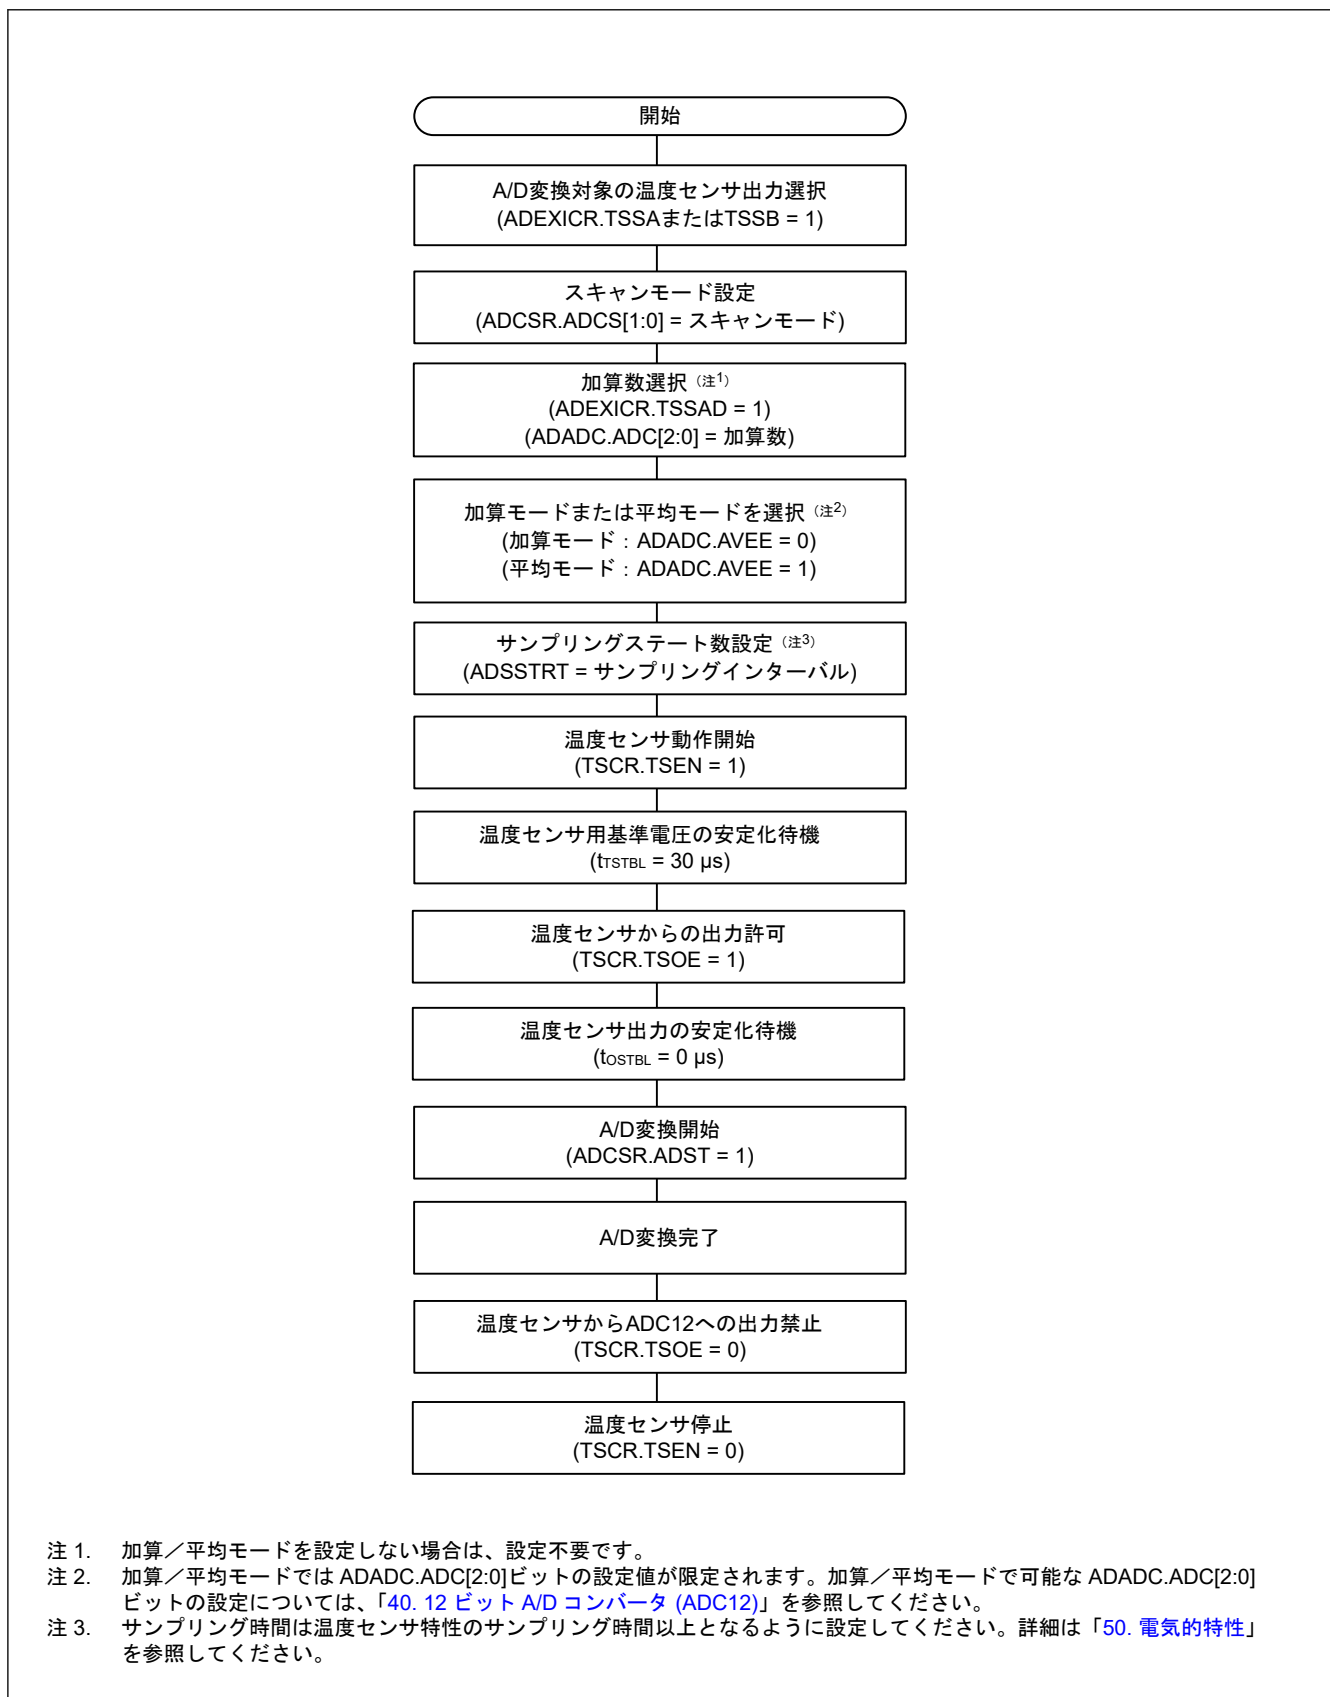 開始
A/D変換対象の温度センサ出力選択
(ADEXICR.TSSAまたはTSSB = 1)
スキャンモード設定
(ADCSR.ADCS[1:0] = スキャンモード)
加算数選択（注1）
(ADEXICR.TSSAD = 1)
(ADADC.ADC[2:0] = 加算数)
加算モードまたは平均モードを選択（注2）
(加算モード：ADADC.AVEE = 0)
(平均モード：ADADC.AVEE = 1)
サンプリングステート数設定（注3）
(ADSSTRT = サンプリングインターバル)
温度センサ動作開始
(TSCR.TSEN = 1)
温度センサ用基準電圧の安定化待機
(tTSTBL = 30 μs)
温度センサからの出力許可
(TSCR.TSOE = 1)
温度センサ出力の安定化待機
(tOSTBL = 0 μs)
A/D変換開始
(ADCSR.ADST = 1)
A/D変換完了
温度センサからADC12への出力禁止
(TSCR.TSOE = 0)
温度センサ停止
(TSCR.TSEN = 0)
注 1. 加算／平均モードを設定しない場合は、設定不要です。
注 2. 加算／平均モードでは ADADC.ADC[2:0]ビットの設定値が限定されます。加算／平均モードで可能な ADADC.ADC[2:0]
ビットの設定については、「40. 12 ビット A/D コンバータ (ADC12)」を参照してください。
注 3. サンプリング時間は温度センサ特性のサンプリング時間以上となるように設定してください。詳細は「50. 電気的特性」
を参照してください。